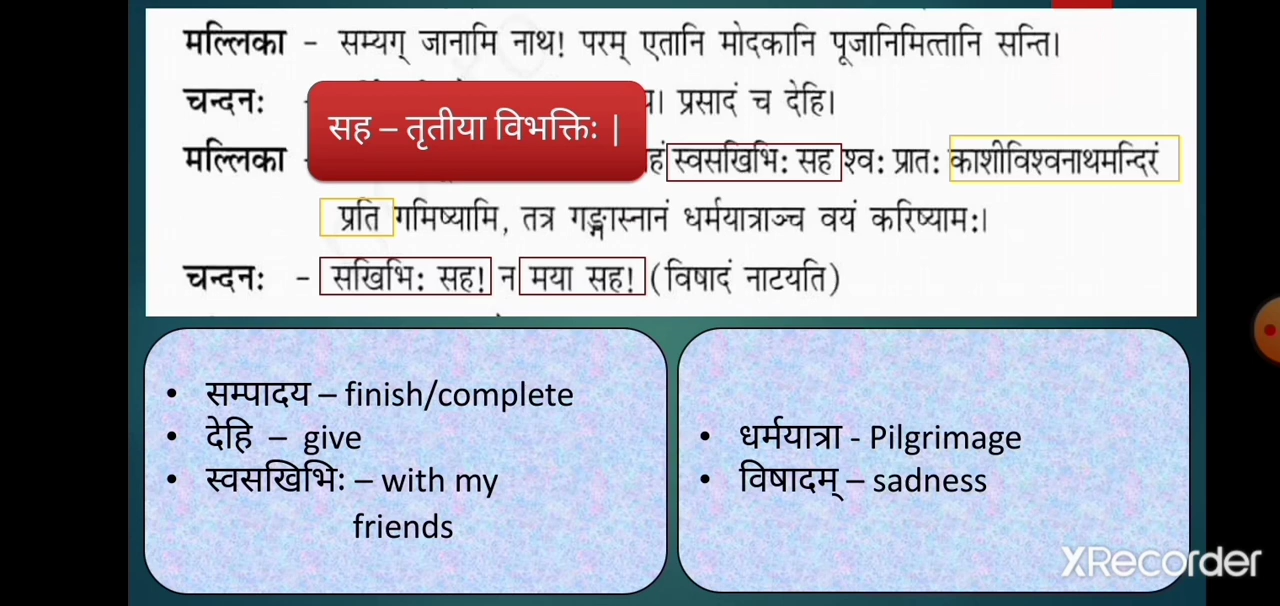 मल्लिका – सम्यग् जानामि नाथ! परम् एतानि मोदकानि पूजानिमित्तानि सन्ति।
चन्दनः – प्रसादं च देहि।
सह – तृतीया विभक्तिः |
मल्लिका स्वसखिभिः सह श्वः प्रातः काशीविश्वनाथमन्दिरं
प्रति गमिष्यामि, तत्र गङ्गास्नानं धर्मयात्राञ्च वयं करिष्यामः।
चन्दनः – सखिभिः सह! न मया सह! (विषादं नाटयति)
• सम्पादय – finish/complete
• देहि – give
• स्वसखिभिः – with my
friends
• धर्मयात्रा - Pilgrimage
• विषादम् – sadness
XRecorder